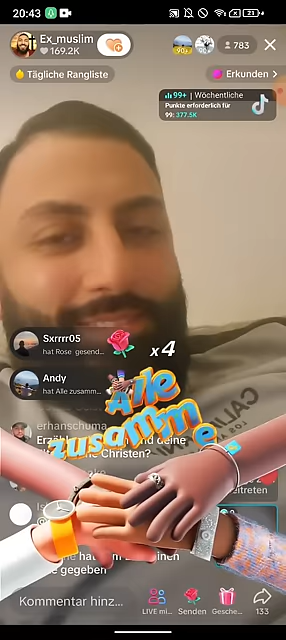 20:43
Ex_muslim
169.2K
783
Tägliche Rangliste
Erkunden
99+ | Wöchentliche
Punkte erforderlich für
99: 377.5K
Sxrrrr05
hat Rose gesend...
x4
Andy
hat Alle zusamm...
Alle
zusamme
erhanschuma
nd deine
e Christen?
eitreten
inen
e gegeben
Kommentar hinz...
LIVE mi...
Senden
Gesche...
133